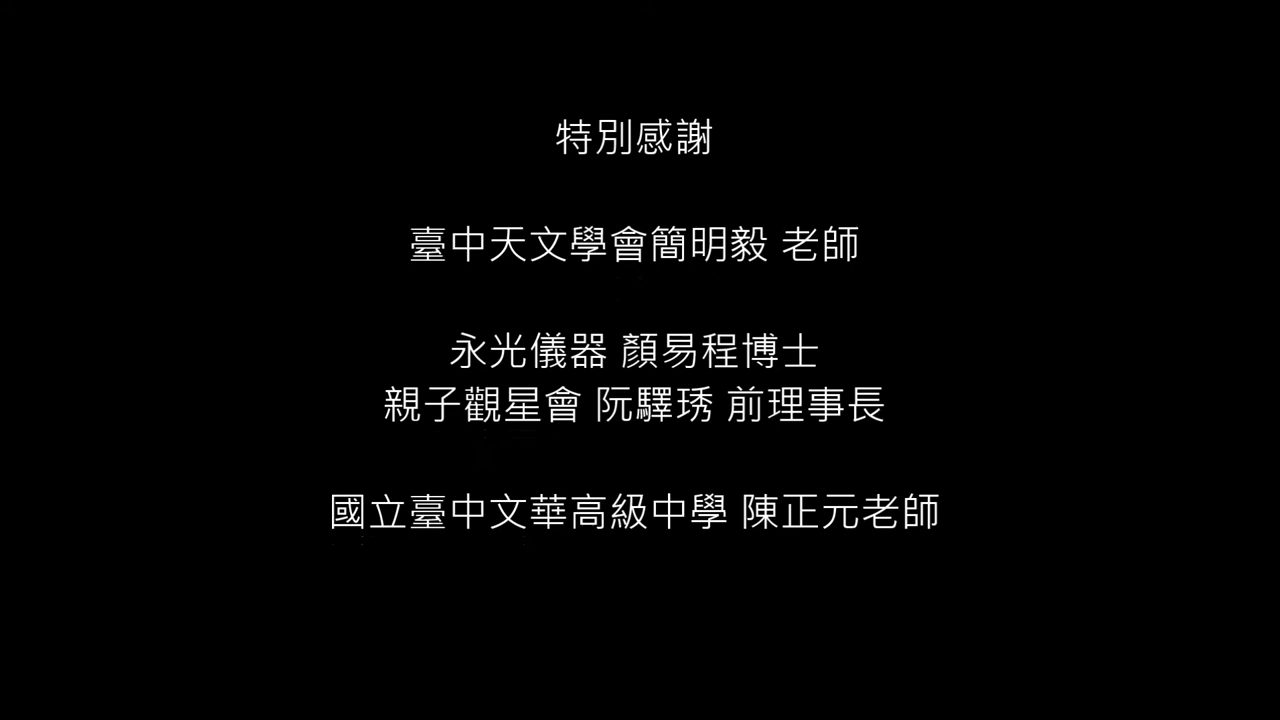 特別感謝
臺中天文學會簡明毅 老師
永光儀器 顏易程博士
親子觀星會 阮驛琇 前理事長
國立臺中文華高級中學 陳正元老師